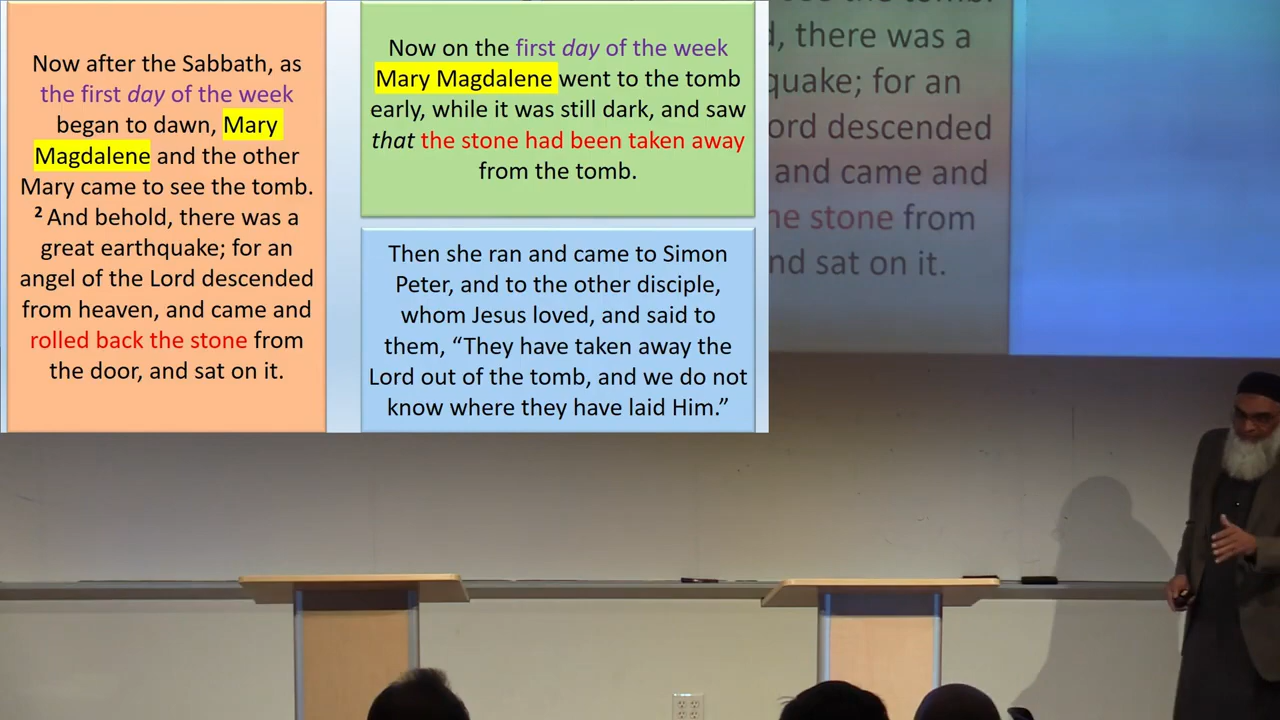 Now after the Sabbath, as
the first day of the week
began to dawn, Mary
Magdalene and the other
Mary came to see the tomb.
2 And behold, there was a
great earthquake; for an
angel of the Lord descended
from heaven, and came and
rolled back the stone from
the door, and sat on it.
Now on the first day of the week
Mary Magdalene went to the tomb
early, while it was still dark, and saw
that the stone had been taken away
from the tomb.
Then she ran and came to Simon
Peter, and to the other disciple,
whom Jesus loved, and said to
them, “They have taken away the
Lord out of the tomb, and we do not
know where they have laid Him.”
see the tomb.
, there was a
quake; for an
ord descended
and came and
he stone from
nd sat on it.